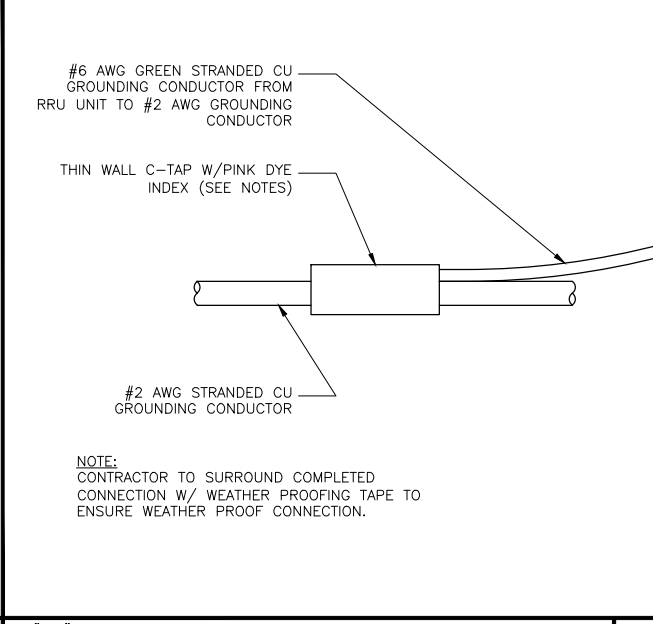 #6 AWG GREEN STRANDED CU
GROUNDING CONDUCTOR FROM
RRU UNIT TO #2 AWG GROUNDING
CONDUCTOR
THIN WALL C-TAP W/PINK DYE
INDEX (SEE NOTES)
#2 AWG STRANDED CU
GROUNDING CONDUCTOR
NOTE:
CONTRACTOR TO SURROUND COMPLETED
CONNECTION W/ WEATHER PROOFING TAPE TO
ENSURE WEATHER PROOF CONNECTION.